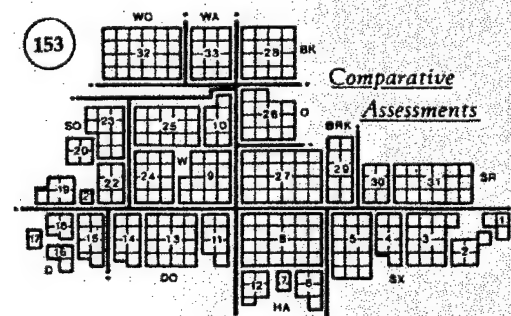 WO WA
153
32 33 28 BK
Comparative
Assessments
23 25 10 26 O
SO BRK
20 W
22 24 9 27 29 30 31 SR
19 21
18 15 14 13 11 8 5 4 3 1
17
16 2
D DO SX
12 7 6
HA